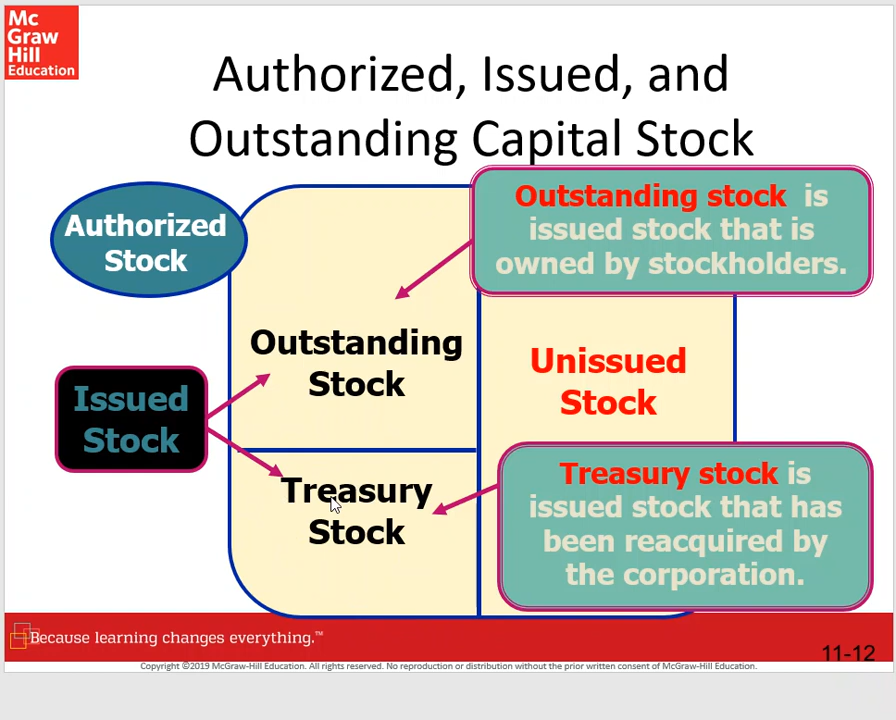 Mc
Graw
Hill
Education
Authorized, Issued, and
Outstanding Capital Stock
Authorized
Stock
Outstanding stock is
issued stock that is
owned by stockholders.
Outstanding
Stock
Unissued
Stock
Issued
Stock
Treasury
Stock
Treasury stock is
issued stock that has
been reacquired by
the corporation.
Because learning changes everything.™
11-12
Copyright ©2019 McGraw-Hill Education. All rights reserved. No reproduction or distribution without the prior written consent of McGraw-Hill Education.